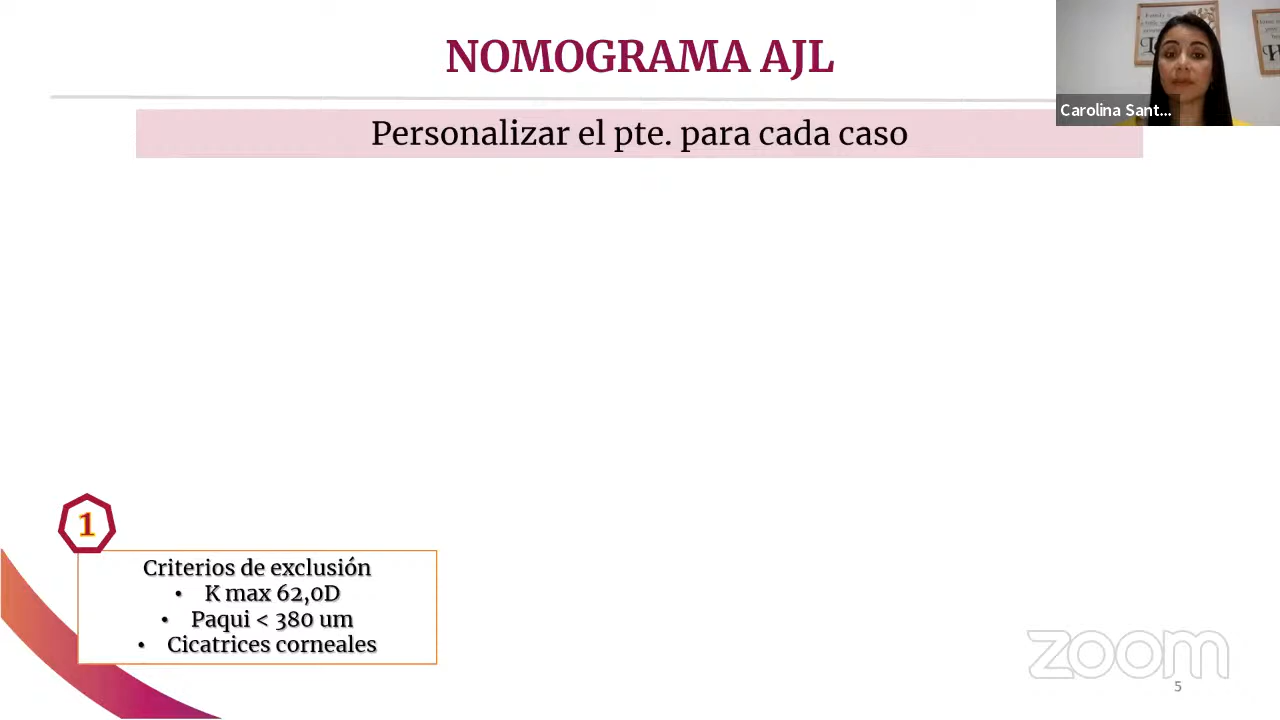 NOMOGRAMA AJL
Personalizar el pte. para cada caso
Carolina Sant...
1
Criterios de exclusión
• K max 62,0D
• Paqui < 380 um
• Cicatrices corneales
zoom
5